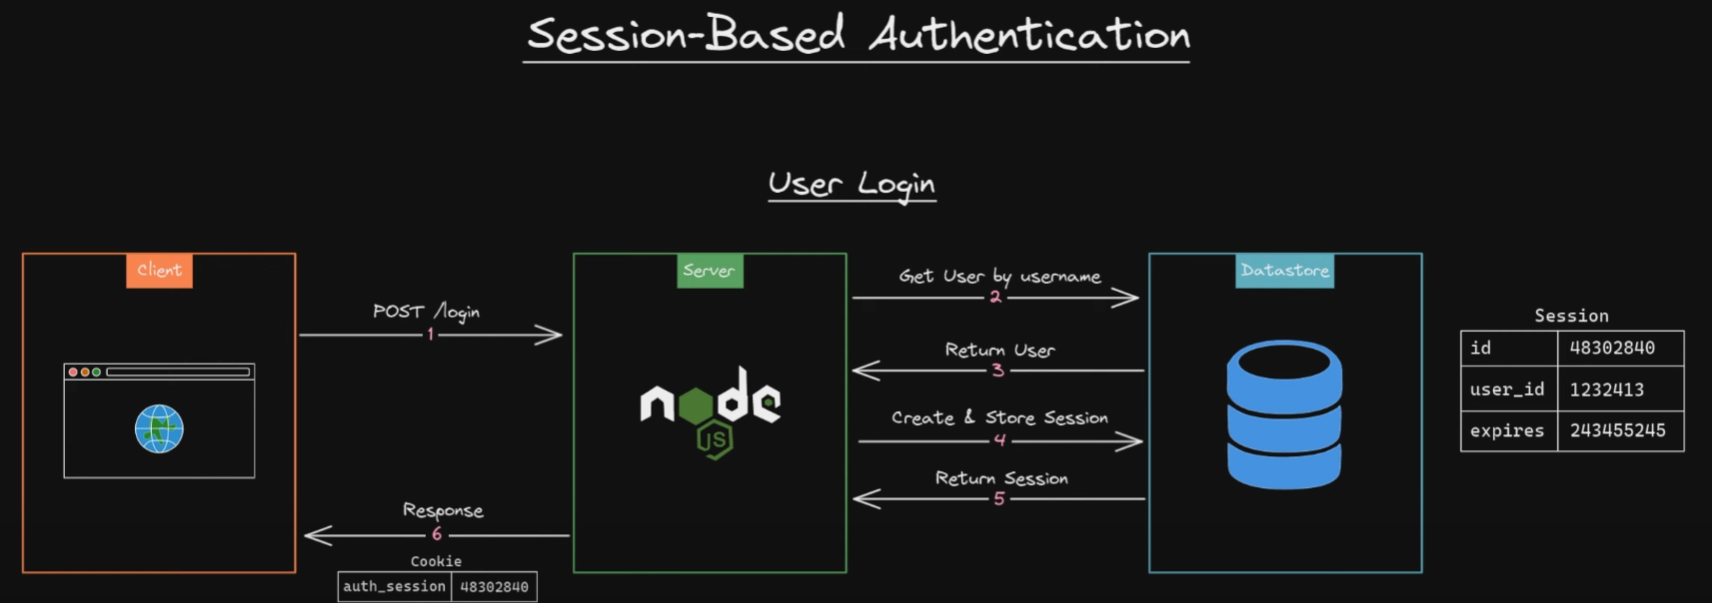 Session-Based Authentication
User Login
Client
POST /login
1
Server
node
JS
Get User by username
2
Return User
3
Create & Store Session
4
Return Session
5
Datastore
Session
id 48302840
user_id 1232413
expires 243455245
Response
6
Cookie
auth_session 48302840